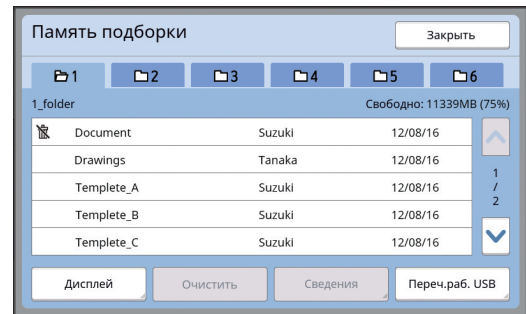 Память подборки
Закрыть
1 2 3 4 5 6
1_folder Свободно: 11339MB (75%)
Document Suzuki 12/08/16
Drawings Tanaka 12/08/16
Templete_A Suzuki 12/08/16
Templete_B Suzuki 12/08/16
Templete_C Suzuki 12/08/16
1
/
2
Дисплей Очистить Сведения Переч.раб. USB